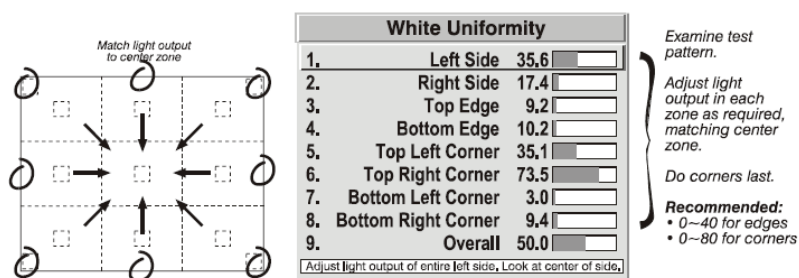 Match light output
to center zone
White Uniformity
1. Left Side 35.6
2. Right Side 17.4
3. Top Edge 9.2
4. Bottom Edge 10.2
5. Top Left Corner 35.1
6. Top Right Corner 73.5
7. Bottom Left Corner 3.0
8. Bottom Right Corner 9.4
9. Overall 50.0
Adjust light output of entire left side. Look at center of side.
Examine test
pattern.
Adjust light
output in each
zone as required,
matching center
zone.
Do corners last.
Recommended:
• 0~40 for edges
• 0~80 for corners